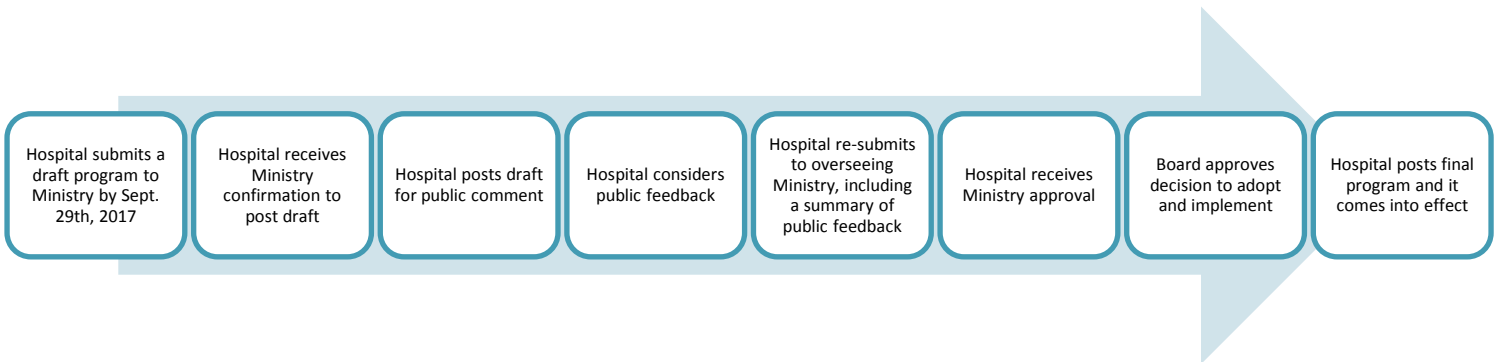 Hospital submits a
draft program to
Ministry by Sept.
29th, 2017
Hospital receives
Ministry
confirmation to
post draft
Hospital posts draft
for public comment
Hospital considers
public feedback
Hospital re-submits
to overseeing
Ministry, including
a summary of
public feedback
Hospital receives
Ministry approval
Board approves
decision to adopt
and implement
Hospital posts final
program and it
comes into effect